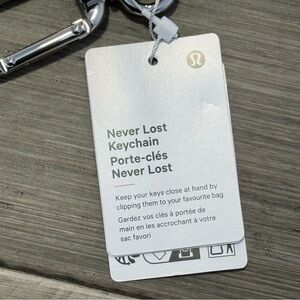 Never Lost
Keychain
Porte-clés
Never Lost
Keep your keys close at hand by
clipping them to your favourite bag
Gardez vos clés à portée de
main en les accrochant à votre
sac favori